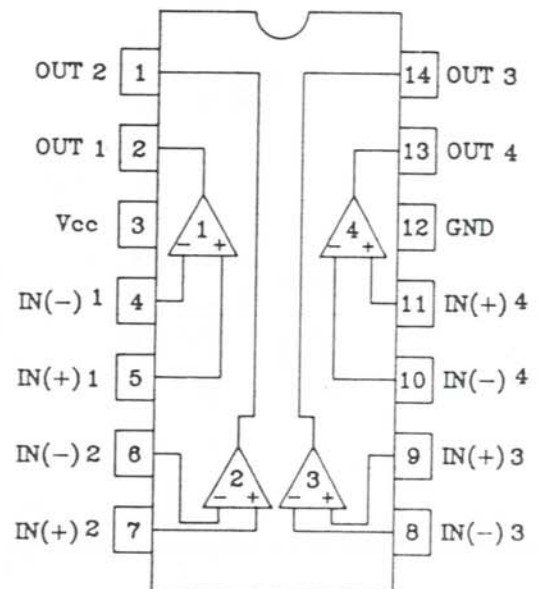 OUT 2 1 14 OUT 3
OUT 1 2 13 OUT 4
Vcc 3 - 1 + - 4 + 12 GND
IN(-) 1 4 11 IN(+) 4
IN(+) 1 5 10 IN(-) 4
IN(-) 2 6 9 IN(+) 3
- 2 + - 3 +
IN(+) 2 7 8 IN(-) 3